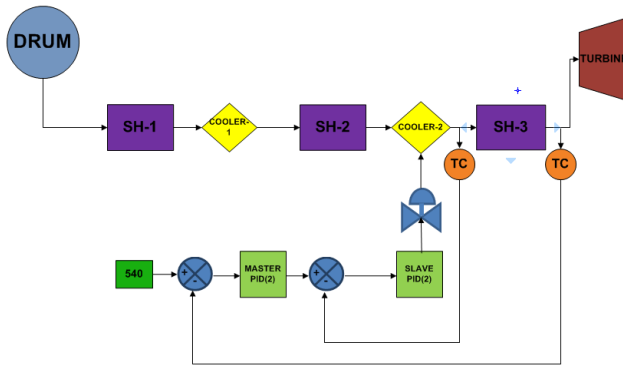 DRUM
TURBINE
SH-1
COOLER-
1
SH-2
COOLER-2
SH-3
TC
TC
540
+
-
MASTER
PID(2)
+
-
SLAVE
PID(2)